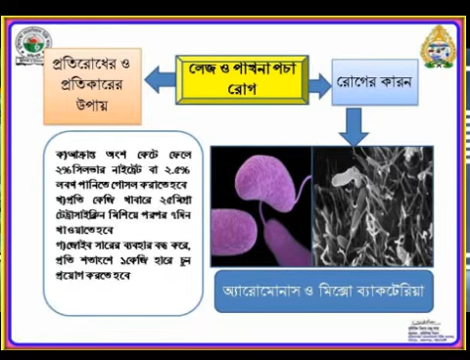 প্রতিরোধের ও
প্রতিকারের
উপায়
লেজ ও পাখনা পচা
রোগ
রোগের কারন
ক)আক্রান্ত অংশ কেটে ফেলে
২%সিলভার নাইট্রেট বা ২.৫%
লবণ পানিতে গোসল করাতে হবে
খ)প্রতি কেজি খাবারে ২৫মিগ্রা
টেট্রাসাইক্লিন মিশিয়ে পরপর ৭দিন
খাওয়াতে হবে
গ)জৈব সারের ব্যবহার বন্ধ করে,
প্রতি শতাংশে ১কেজি হারে চুন
প্রয়োগ করতে হবে
অ্যারোমোনাস ও মিক্সো ব্যাকটেরিয়া